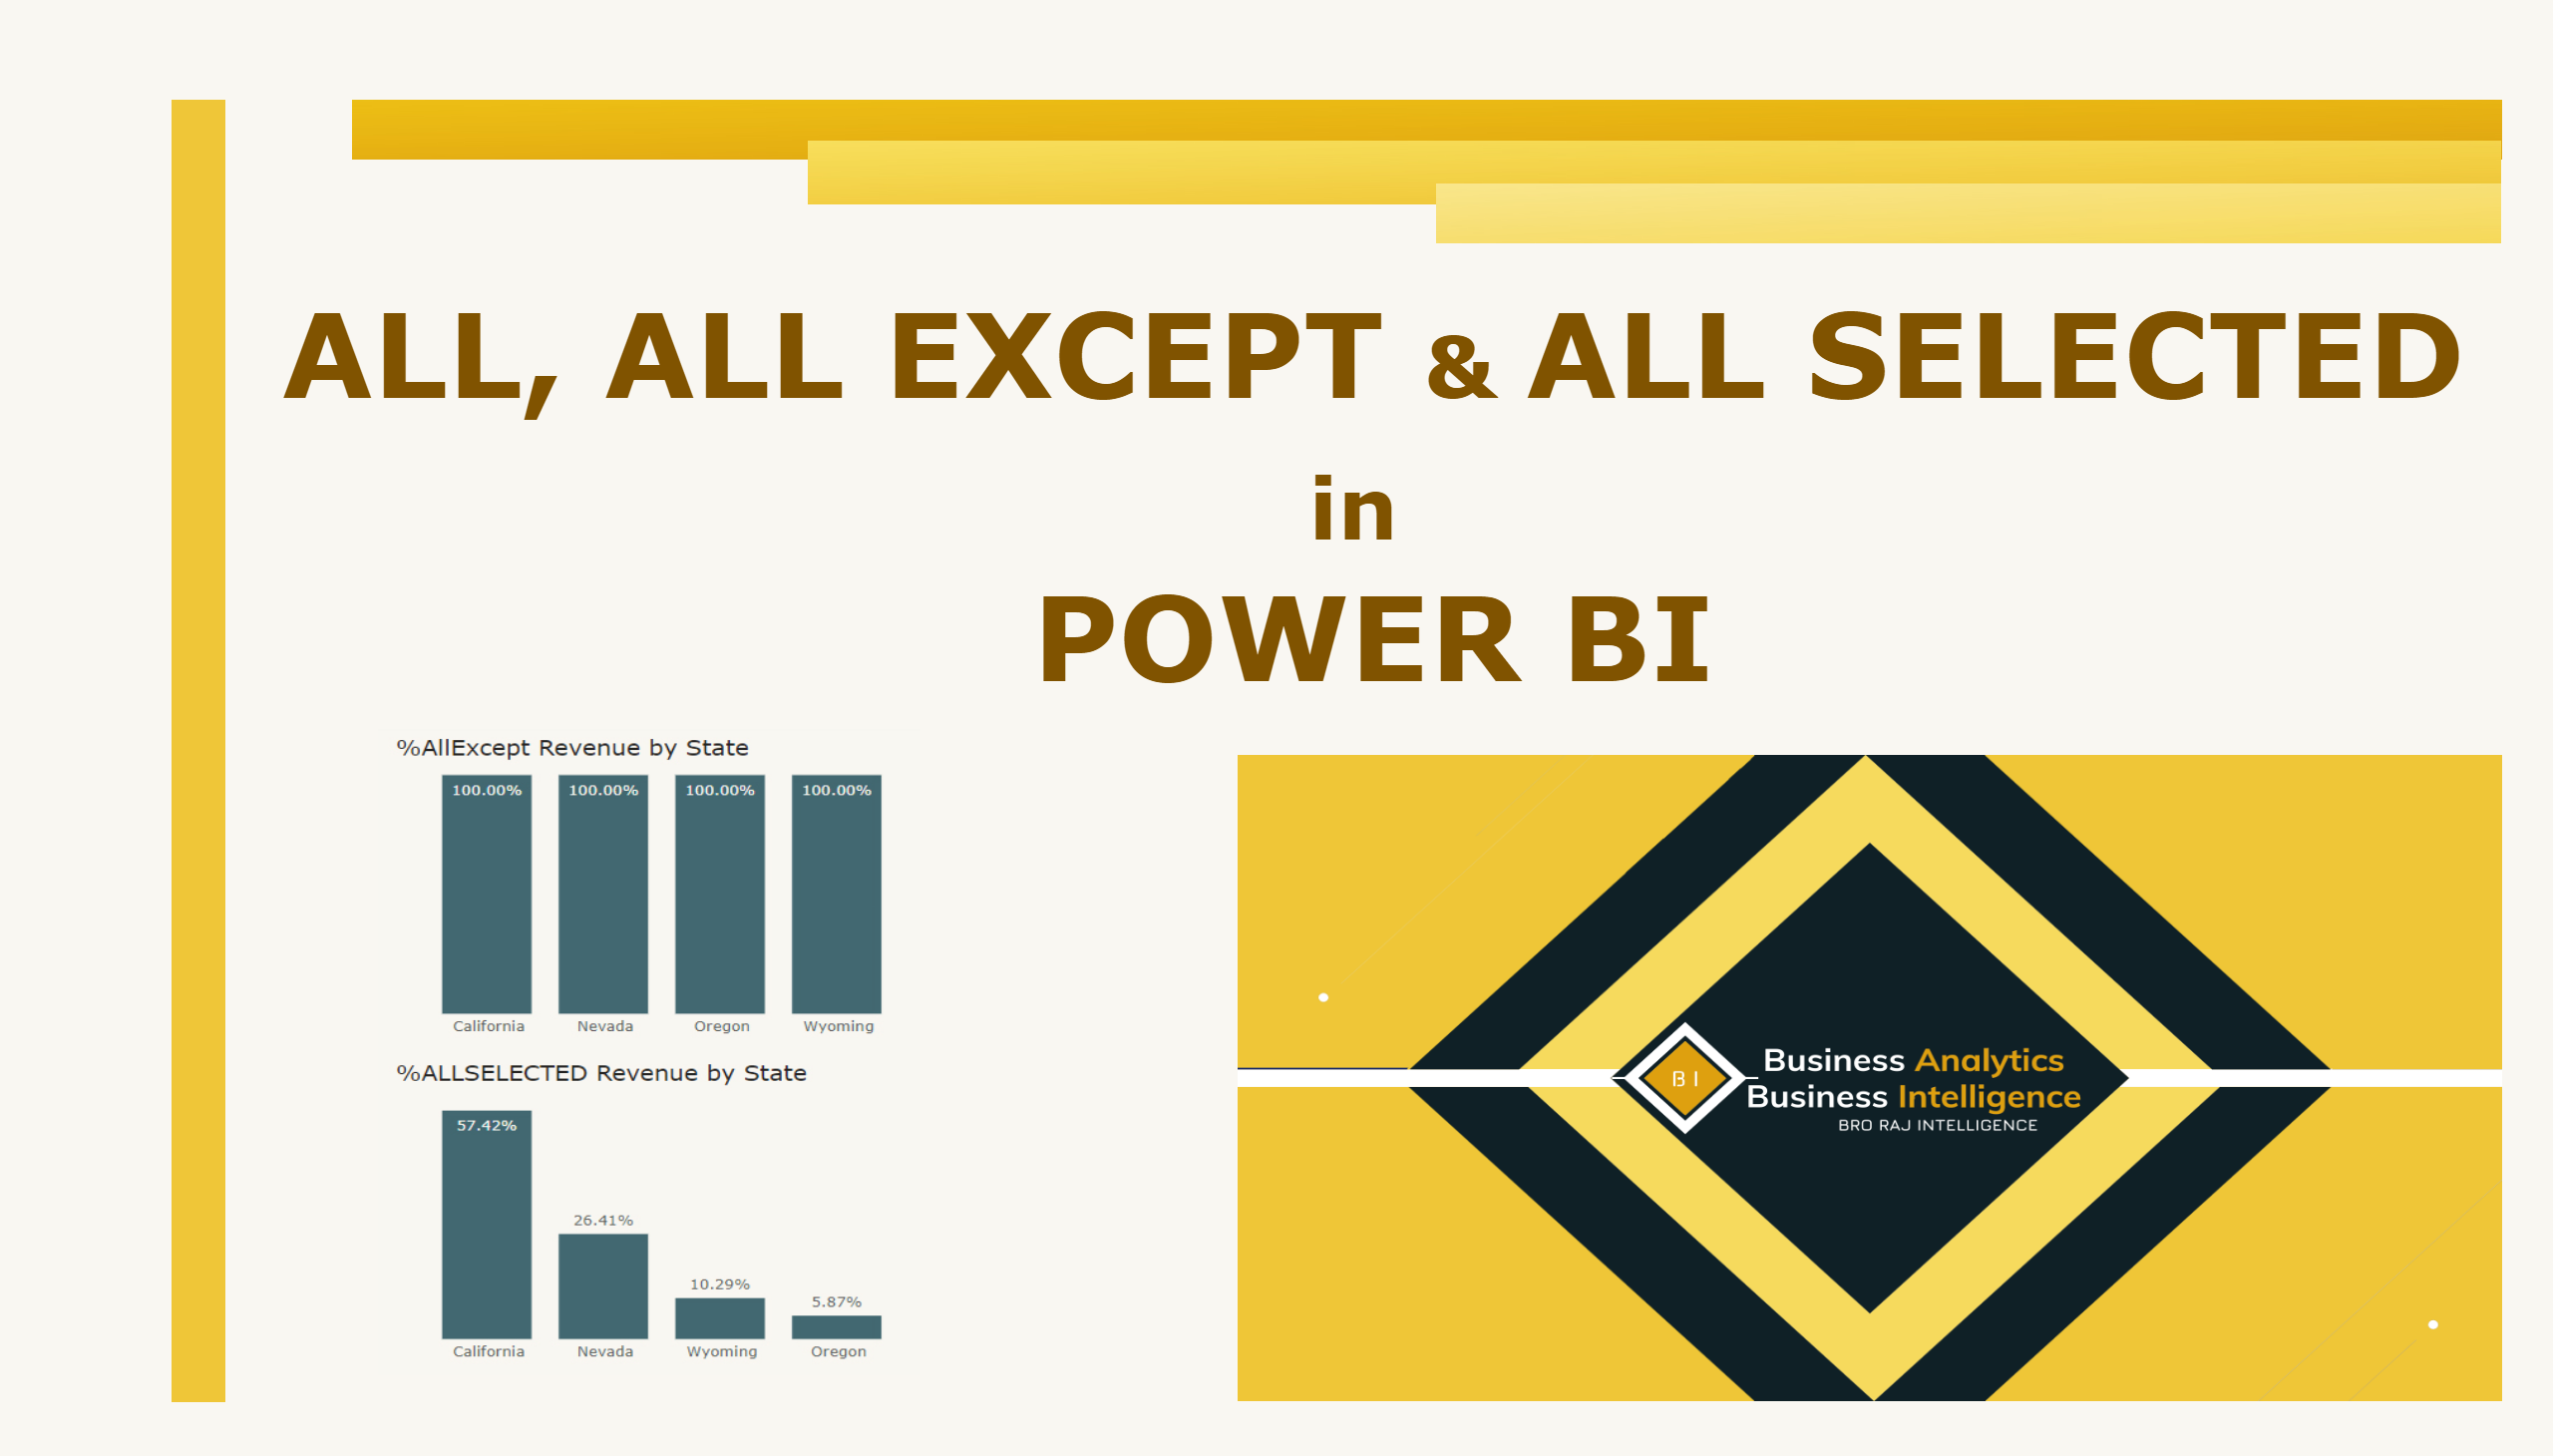 ALL, ALL EXCEPT & ALL SELECTED
in
POWER BI
%AllExcept Revenue by State
100.00% 100.00% 100.00% 100.00%
California Nevada Oregon Wyoming
%ALLSELECTED Revenue by State
57.42%
26.41%
10.29%
5.87%
California Nevada Wyoming Oregon
B I
Business Analytics
Business Intelligence
BRO RAJ INTELLIGENCE